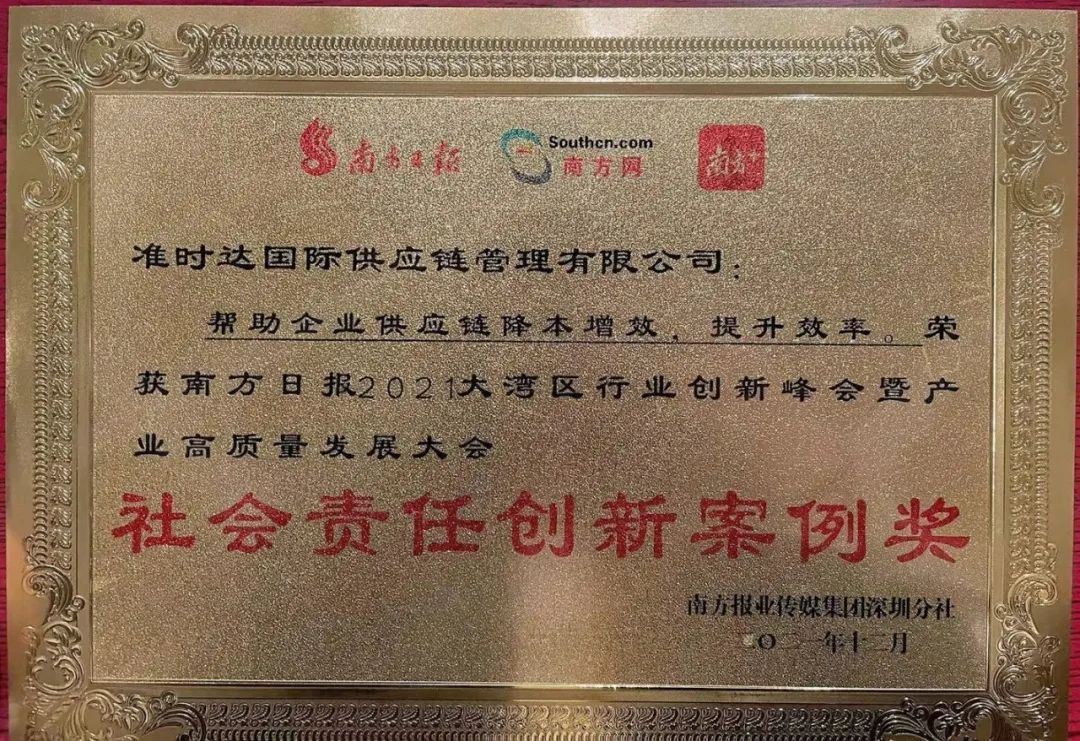 南方日报 Southcn.com 南方+
南方网
准时达国际供应链管理有限公司：
帮助企业供应链降本增效，提升效率。荣
获南方日报2021大湾区行业创新峰会暨产
业高质量发展大会
社会责任创新案例奖
南方报业传媒集团深圳分社
二〇二一年十二月